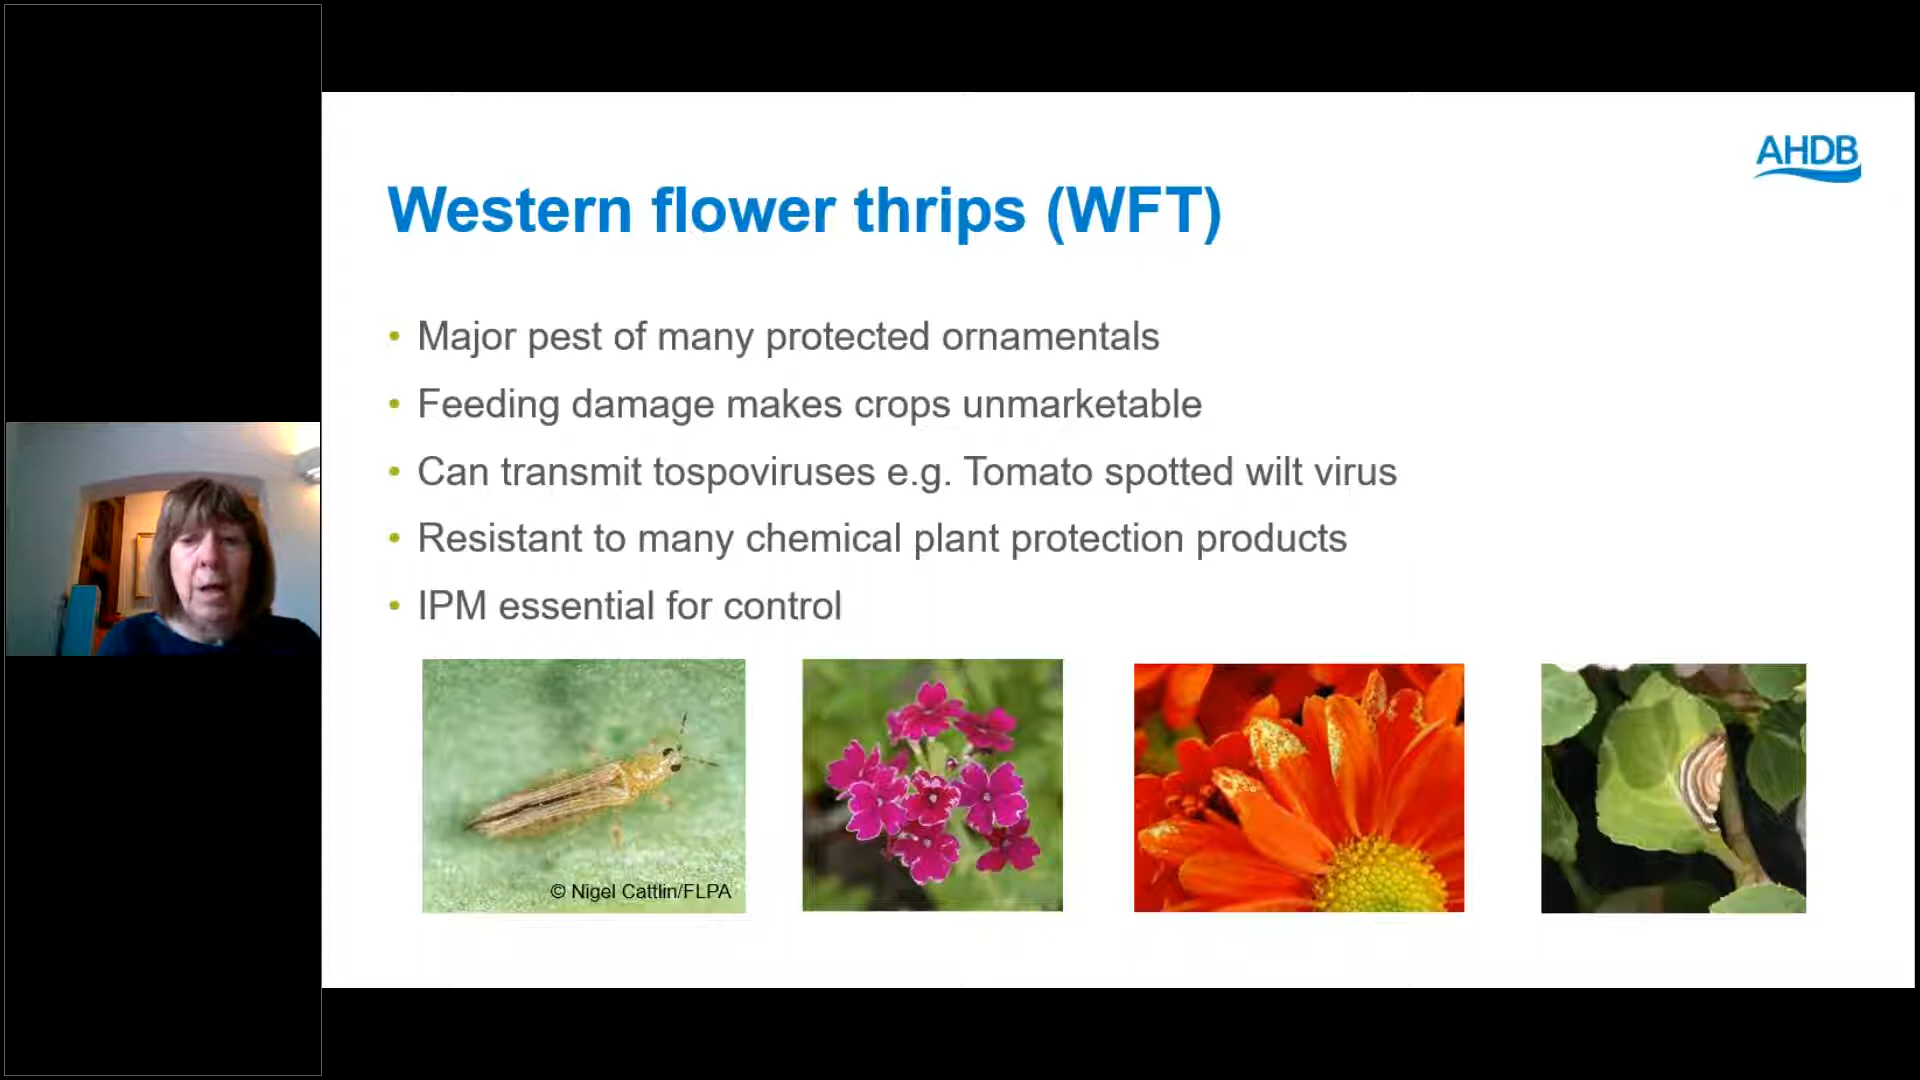 AHDB
Western flower thrips (WFT)
• Major pest of many protected ornamentals
• Feeding damage makes crops unmarketable
• Can transmit tospoviruses e.g. Tomato spotted wilt virus
• Resistant to many chemical plant protection products
• IPM essential for control
© Nigel Cattlin/FLPA